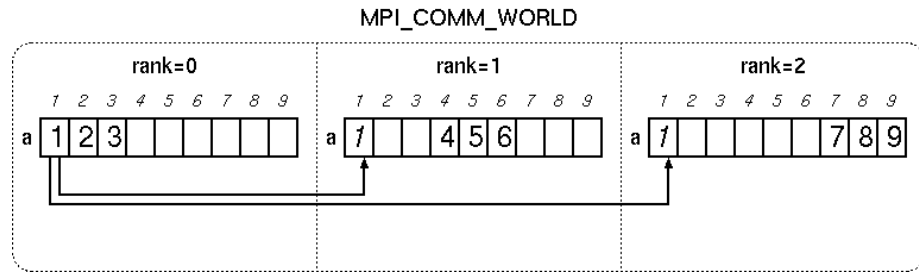 MPI_COMM_WORLD
rank=0 rank=1 rank=2
1 2 3 4 5 6 7 8 9 1 2 3 4 5 6 7 8 9 1 2 3 4 5 6 7 8 9
a 1 2 3 a 1 4 5 6 a 1 7 8 9